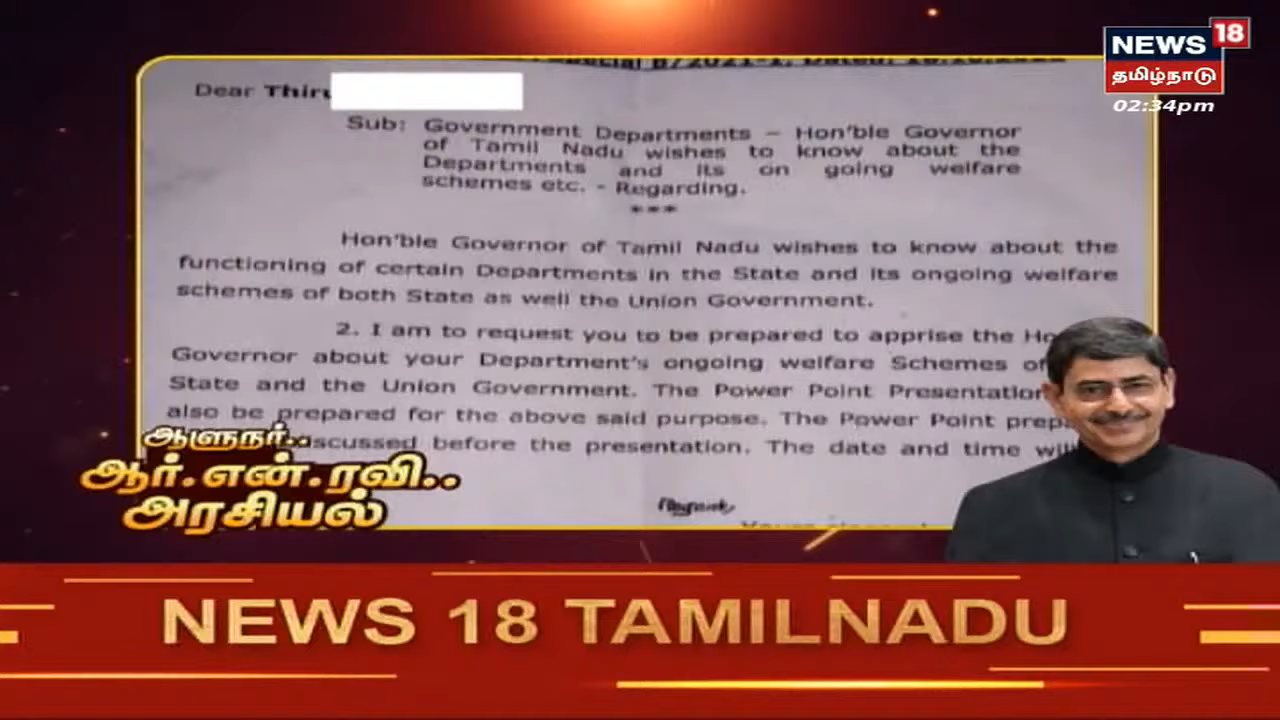 NEWS 18
தமிழ்நாடு
02:34pm
Dear Thiru
Sub: Government Departments – Hon'ble Governor
of Tamil Nadu wishes to know about the
Departments and its on going welfare
schemes etc. - Regarding.
***
Hon'ble Governor of Tamil Nadu wishes to know about the
functioning of certain Departments in the State and its ongoing welfare
schemes of both State as well the Union Government.
2. I am to request you to be prepared to apprise the
Governor about your Department's ongoing welfare Schemes of
State and the Union Government. The Power Point Presentation
also be prepared for the above said purpose. The Power Point
discussed before the presentation. The date and time
ஆளுநர்..
ஆர்.என்.ரவி..
அரசியல்
NEWS 18 TAMILNADU